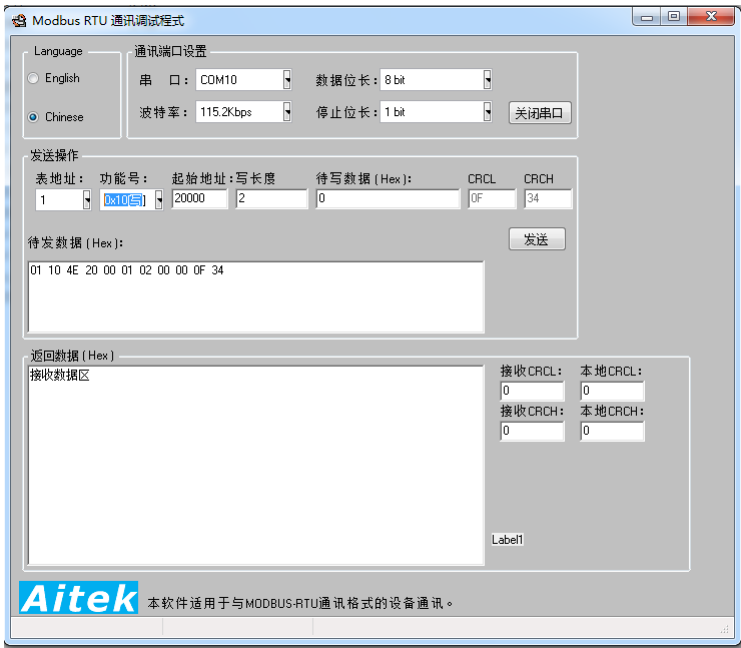 Modbus RTU 通讯调试程式
Language
English
Chinese
通讯端口设置
串 口: COM10 数据位长: 8 bit
波特率: 115.2Kbps 停止位长: 1 bit 关闭串口
发送操作
表地址: 功能号: 起始地址:写长度 待写数据(Hex): CRCL CRCH
1 0x10[写] 20000 2 0 0F 34
待发数据(Hex): 发送
01 10 4E 20 00 01 02 00 00 0F 34
返回数据(Hex)
接收数据区
接收CRCL: 本地CRCL:
0 0
接收CRCH: 本地CRCH:
0 0
Label1
Aitek 本软件适用于与MODBUS-RTU通讯格式的设备通讯。